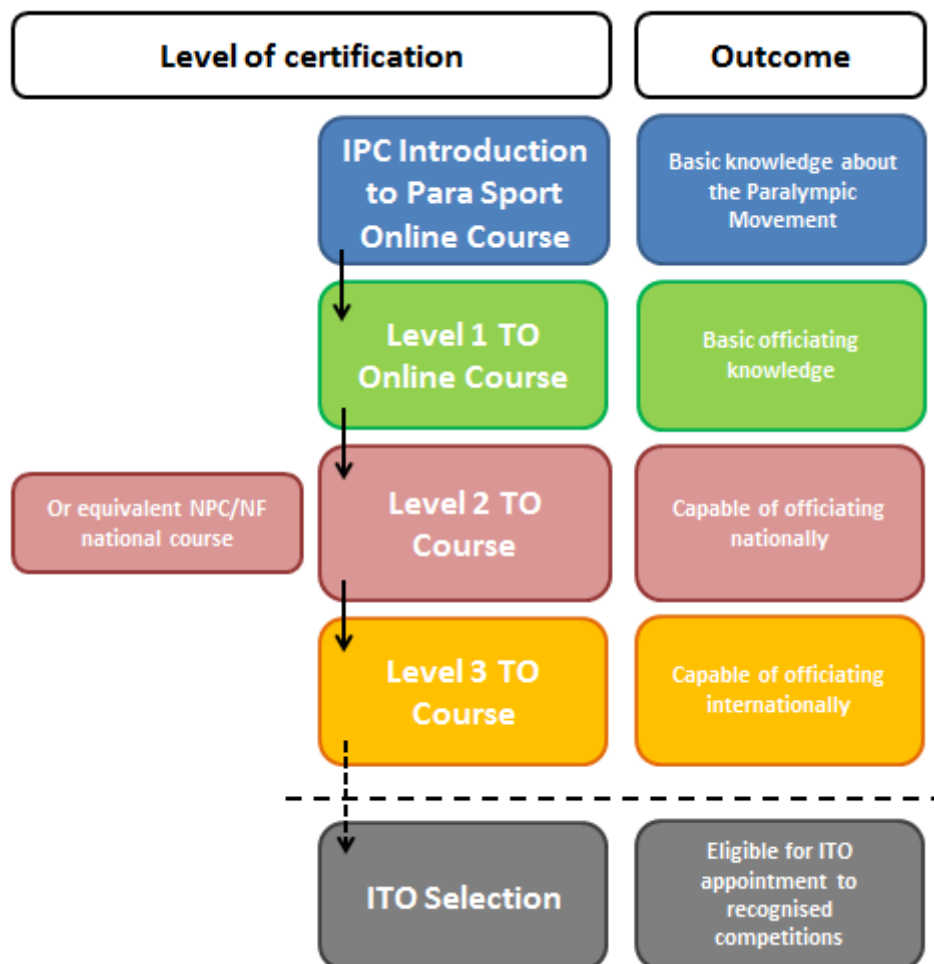 Level of certification
Outcome
IPC Introduction
to Para Sport
Online Course
Basic knowledge about
the Paralympic
Movement
Level 1 TO
Online Course
Basic officiating
knowledge
Or equivalent NPC/NF
national course
Level 2 TO
Course
Capable of officiating
nationally
Level 3 TO
Course
Capable of officiating
internationally
ITO Selection
Eligible for ITO
appointment to
recognised
competitions